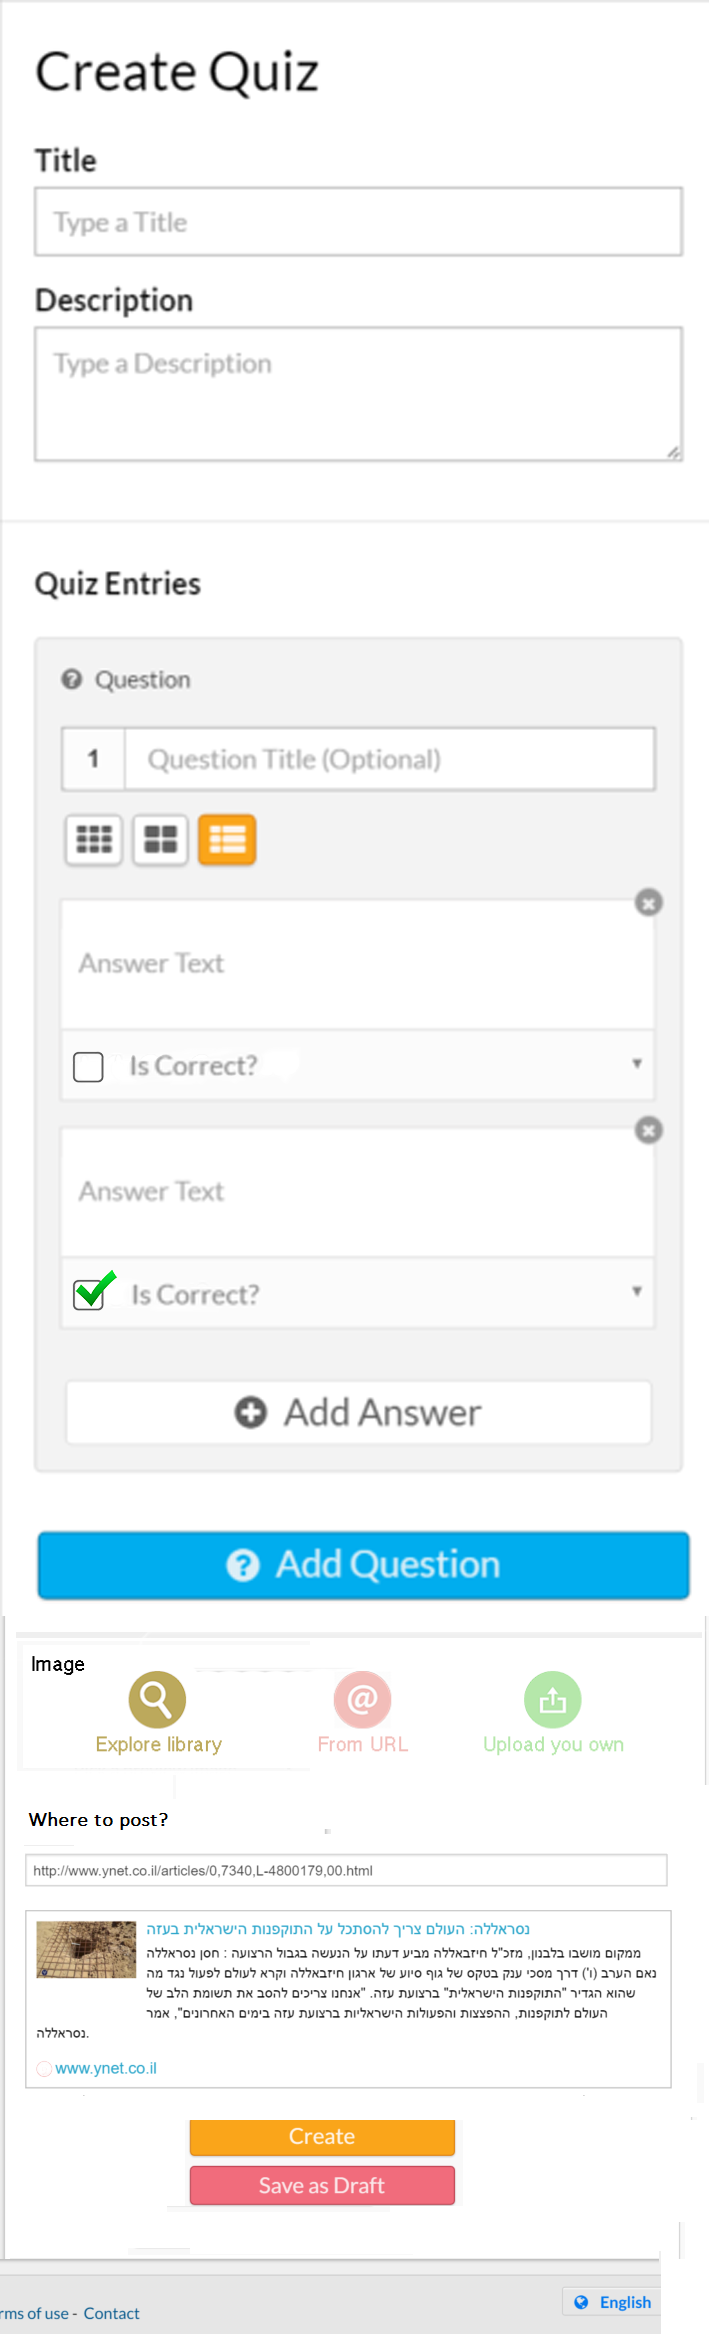 Create Quiz
Title
Type a Title
Description
Type a Description
Quiz Entries
Question
1 Question Title (Optional)
Answer Text
Is Correct?
Answer Text
Is Correct?
Add Answer
Add Question
Image
Explore library
From URL
Upload you own
Where to post?
http://www.ynet.co.il/articles/0,7340,L-4800179,00.html
נסראללה: העולם צריך להסתכל על התוקפנות הישראלית בעזה
ממקום מושבו בלבנון, מזכ"ל חיזבאללה מביע דעתו על הנעשה בגבול הרצועה : חסן נסראללה
נאם הערב (ו') דרך מסכי ענק בטקס של גוף סיוע של ארגון חיזבאללה וקרא לעולם לפעול נגד מה
שהוא הגדיר "התוקפנות הישראלית" ברצועת עזה. "אנחנו צריכים להסב את תשומת הלב של
העולם לתוקפנות, ההפצצות והפעולות הישראליות ברצועת עזה בימים האחרונים", אמר
נסראללה.
www.ynet.co.il
Create
Save as Draft
rms of use - Contact
English